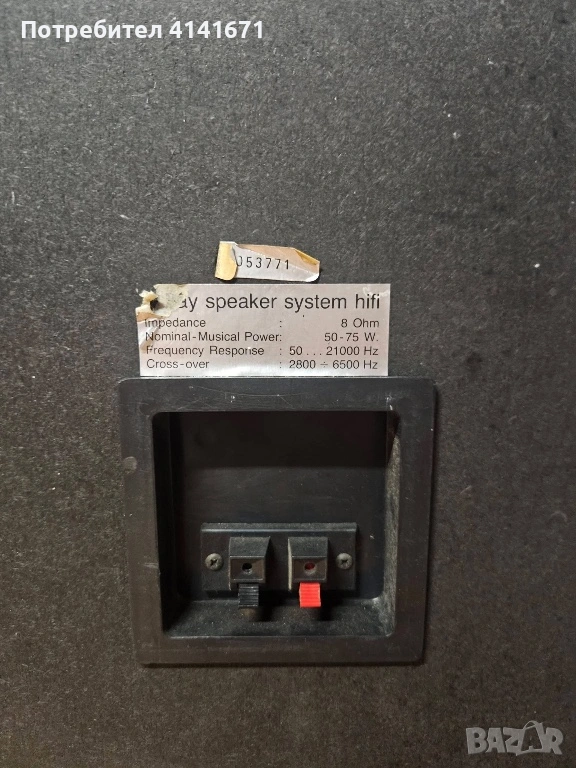 Потребител 4141671
053771
speaker system hifi
Impedance : 8 Ohm
Nominal-Musical Power: 50-75 W.
Frequency Response : 50 ... 21000 Hz
Cross-over : 2800 ÷ 6500 Hz
BAZAR